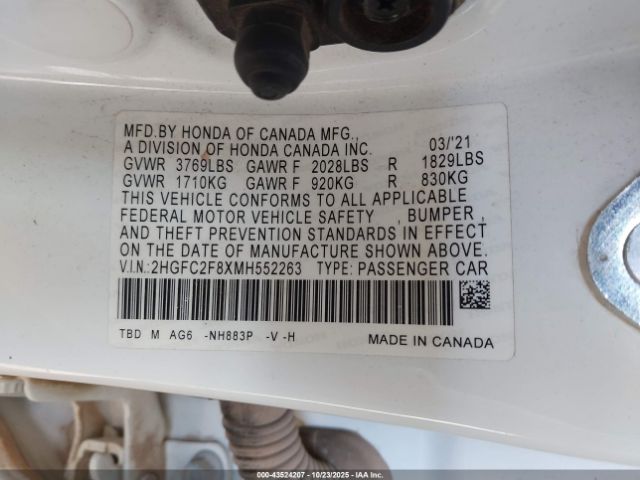 MFD.BY HONDA OF CANADA MFG.,
A DIVISION OF HONDA CANADA INC. 03/'21
GVWR 3769LBS GAWR F 2028LBS R 1829LBS
GVWR 1710KG GAWR F 920KG R 830KG
THIS VEHICLE CONFORMS TO ALL APPLICABLE
FEDERAL MOTOR VEHICLE SAFETY , BUMPER ,
AND THEFT PREVENTION STANDARDS IN EFFECT
ON THE DATE OF MANUFACTURE SHOWN ABOVE.
V.I.N.:2HGFC2F8XMH552263 TYPE: PASSENGER CAR
TBD M AG6 -NH883P -V -H MADE IN CANADA
000-43524207 - 10/23/2025 - IAA Inc.